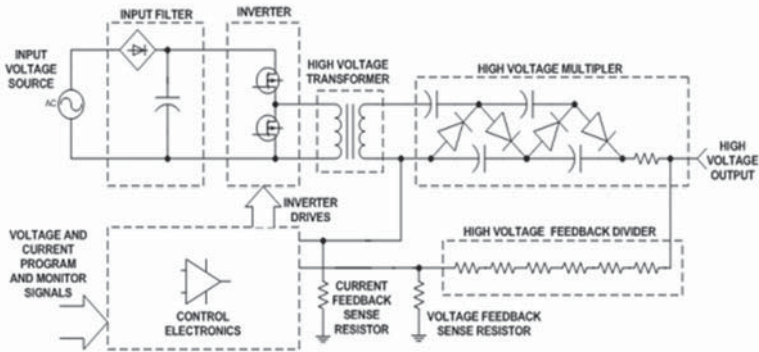 INPUT FILTER
INVERTER
INPUT
VOLTAGE
SOURCE
AC
HIGH VOLTAGE
TRANSFORMER
HIGH VOLTAGE MULTIPLER
HIGH
VOLTAGE
OUTPUT
INVERTER
DRIVES
VOLTAGE AND
CURRENT
PROGRAM
AND MONITOR
SIGNALS
CONTROL
ELECTRONICS
CURRENT
FEEDBACK
SENSE
RESISTOR
HIGH VOLTAGE FEEDBACK DIVIDER
VOLTAGE FEEDBACK
SENSE RESISTOR